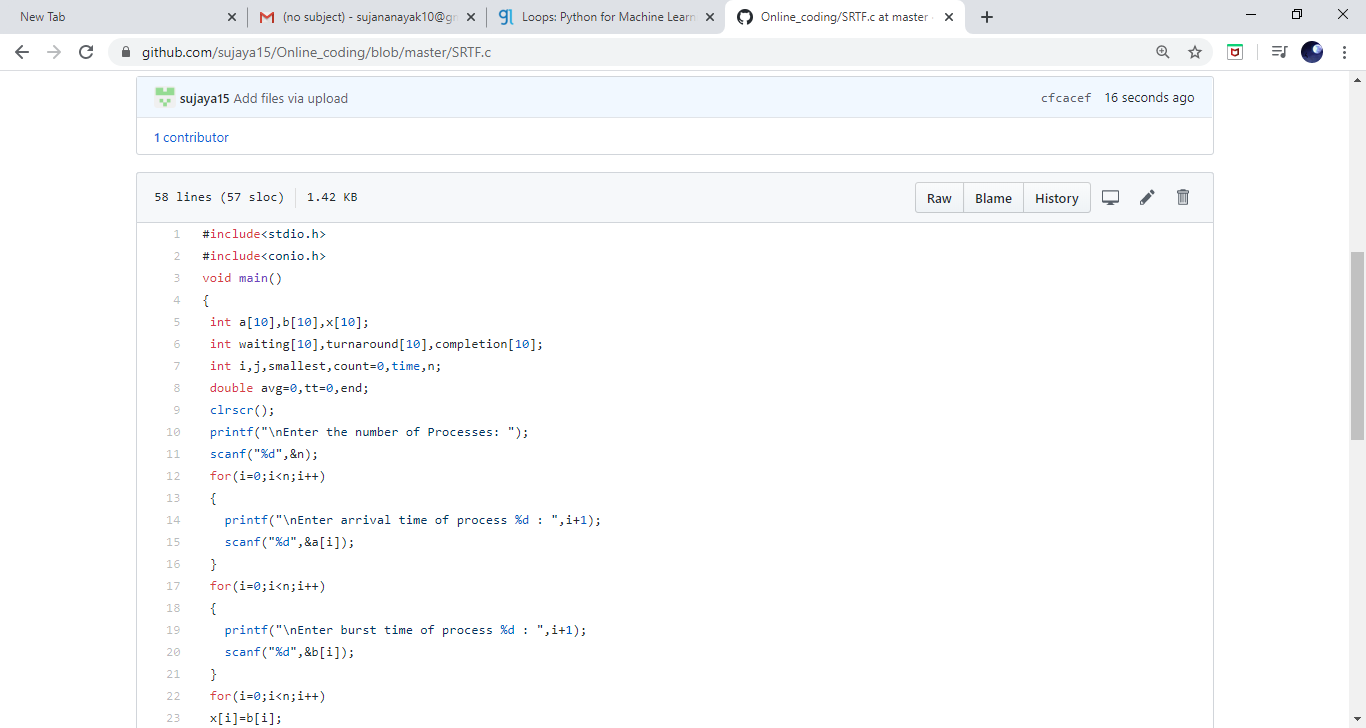 New Tab
(no subject) - sujananayak10@gm
Loops: Python for Machine Learn
Online_coding/SRTF.c at master
github.com/sujaya15/Online_coding/blob/master/SRTF.c
sujaya15 Add files via upload
cfcacef 16 seconds ago
1 contributor
58 lines (57 sloc) 1.42 KB
Raw Blame History
1 #include<stdio.h>
2 #include<conio.h>
3 void main()
4 {
5 int a[10],b[10],x[10];
6 int waiting[10],turnaround[10],completion[10];
7 int i,j,smallest,count=0,time,n;
8 double avg=0,tt=0,end;
9 clrscr();
10 printf("\nEnter the number of Processes: ");
11 scanf("%d",&n);
12 for(i=0;i<n;i++)
13 {
14 printf("\nEnter arrival time of process %d : ",i+1);
15 scanf("%d",&a[i]);
16 }
17 for(i=0;i<n;i++)
18 {
19 printf("\nEnter burst time of process %d : ",i+1);
20 scanf("%d",&b[i]);
21 }
22 for(i=0;i<n;i++)
23 x[i]=b[i];